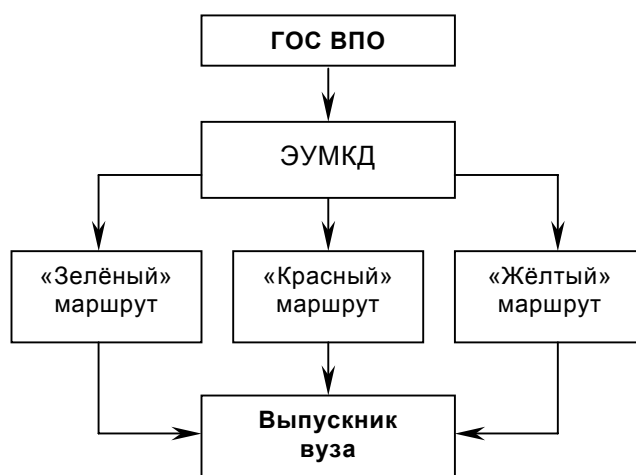 ГОС ВПО
ЭУМКД
«Зелёный»
маршрут
«Красный»
маршрут
«Жёлтый»
маршрут
Выпускник
вуза